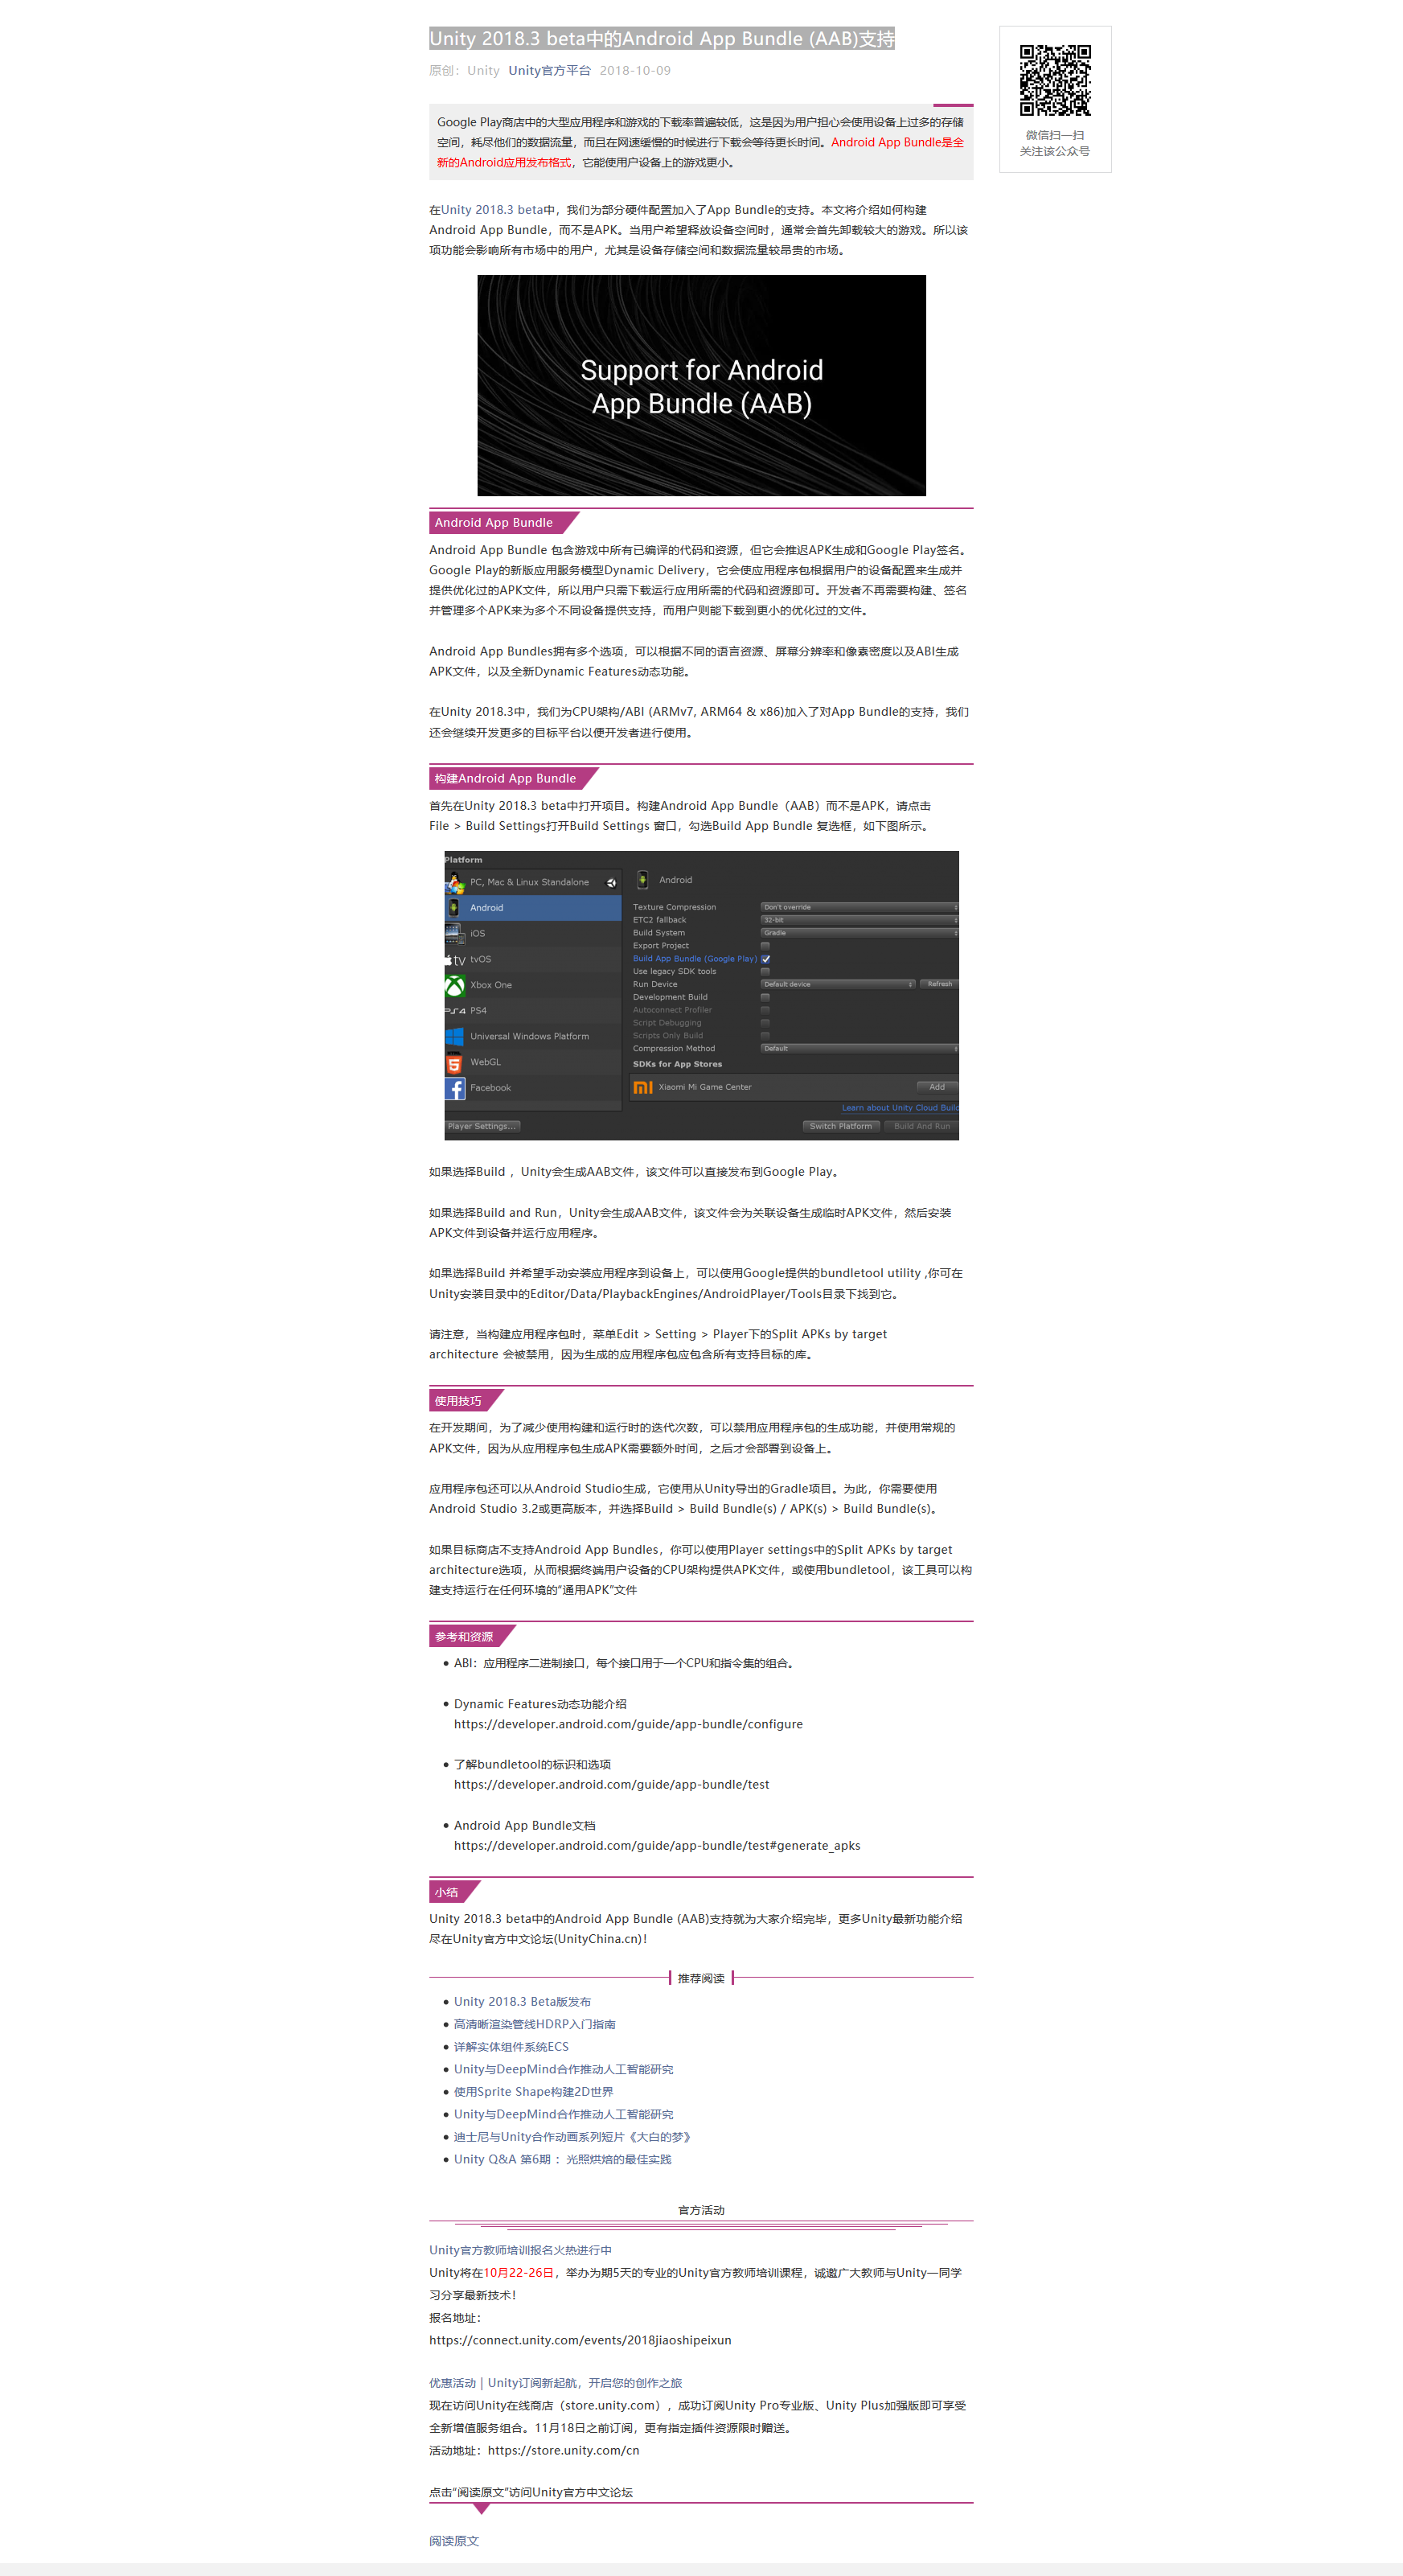 Unity 2018.3 beta中的Android App Bundle (AAB)支持
原创：Unity Unity官方平台 2018-10-09
微信扫一扫
关注该公众号
Google Play商店中的大型应用程序和游戏的下载率普遍较低，这是因为用户担心会使用设备上过多的存储
空间，耗尽他们的数据流量，而且在网速缓慢的时候进行下载会等待更长时间。Android App Bundle是全
新的Android应用发布格式，它能使用户设备上的游戏更小。
在Unity 2018.3 beta中，我们为部分硬件配置加入了App Bundle的支持。本文将介绍如何构建
Android App Bundle，而不是APK。当用户希望释放设备空间时，通常会首先卸载较大的游戏。所以该
项功能会影响所有市场中的用户，尤其是设备存储空间和数据流量较昂贵的市场。
Support for Android
App Bundle (AAB)
Android App Bundle
Android App Bundle 包含游戏中所有已编译的代码和资源，但它会推迟APK生成和Google Play签名。
Google Play的新版应用服务模型Dynamic Delivery，它会使应用程序包根据用户的设备配置来生成并
提供优化过的APK文件，所以用户只需下载运行应用所需的代码和资源即可。开发者不再需要构建、签名
并管理多个APK来为多个不同设备提供支持，而用户则能下载到更小的优化过的文件。
Android App Bundles拥有多个选项，可以根据不同的语言资源、屏幕分辨率和像素密度以及ABI生成
APK文件，以及全新Dynamic Features动态功能。
在Unity 2018.3中，我们为CPU架构/ABI (ARMv7, ARM64 & x86)加入了对App Bundle的支持，我们
还会继续开发更多的目标平台以便开发者进行使用。
构建Android App Bundle
首先在Unity 2018.3 beta中打开项目。构建Android App Bundle（AAB）而不是APK，请点击
File > Build Settings打开Build Settings 窗口，勾选Build App Bundle 复选框，如下图所示。
Platform
PC, Mac & Linux Standalone
Android
iOS
tv tvOS
Xbox One
PS4 PS4
Universal Windows Platform
WebGL
Facebook
Player Settings...
Android
Texture Compression Don't override
ETC2 fallback 32-bit
Build System Gradle
Export Project
Build App Bundle (Google Play)
Use legacy SDK tools
Run Device Default device Refresh
Development Build
Autoconnect Profiler
Script Debugging
Scripts Only Build
Compression Method Default
SDKs for App Stores
Xiaomi Mi Game Center Add
Learn about Unity Cloud Build
Switch Platform Build And Run
如果选择Build ，Unity会生成AAB文件，该文件可以直接发布到Google Play。
如果选择Build and Run，Unity会生成AAB文件，该文件会为关联设备生成临时APK文件，然后安装
APK文件到设备并运行应用程序。
如果选择Build 并希望手动安装应用程序到设备上，可以使用Google提供的bundletool utility ,你可在
Unity安装目录中的Editor/Data/PlaybackEngines/AndroidPlayer/Tools目录下找到它。
请注意，当构建应用程序包时，菜单Edit > Setting > Player下的Split APKs by target
architecture 会被禁用，因为生成的应用程序包应包含所有支持目标的库。
使用技巧
在开发期间，为了减少使用构建和运行时的迭代次数，可以禁用应用程序包的生成功能，并使用常规的
APK文件，因为从应用程序包生成APK需要额外时间，之后才会部署到设备上。
应用程序包还可以从Android Studio生成，它使用从Unity导出的Gradle项目。为此，你需要使用
Android Studio 3.2或更高版本，并选择Build > Build Bundle(s) / APK(s) > Build Bundle(s)。
如果目标商店不支持Android App Bundles，你可以使用Player settings中的Split APKs by target
architecture选项，从而根据终端用户设备的CPU架构提供APK文件，或使用bundletool，该工具可以构
建支持运行在任何环境的“通用APK”文件
参考和资源
● ABI：应用程序二进制接口，每个接口用于一个CPU和指令集的组合。
● Dynamic Features动态功能介绍
https://developer.android.com/guide/app-bundle/configure
● 了解bundletool的标识和选项
https://developer.android.com/guide/app-bundle/test
● Android App Bundle文档
https://developer.android.com/guide/app-bundle/test#generate_apks
小结
Unity 2018.3 beta中的Android App Bundle (AAB)支持就为大家介绍完毕，更多Unity最新功能介绍
尽在Unity官方中文论坛(UnityChina.cn)！
推荐阅读
● Unity 2018.3 Beta版发布
● 高清晰渲染管线HDRP入门指南
● 详解实体组件系统ECS
● Unity与DeepMind合作推动人工智能研究
● 使用Sprite Shape构建2D世界
● Unity与DeepMind合作推动人工智能研究
● 迪士尼与Unity合作动画系列短片《大白的梦》
● Unity Q&A 第6期 ：光照烘焙的最佳实践
官方活动
Unity官方教师培训报名火热进行中
Unity将在10月22-26日，举办为期5天的专业的Unity官方教师培训课程，诚邀广大教师与Unity一同学
习分享最新技术！
报名地址：
https://connect.unity.com/events/2018jiaoshipeixun
优惠活动 | Unity订阅新起航，开启您的创作之旅
现在访问Unity在线商店（store.unity.com），成功订阅Unity Pro专业版、Unity Plus加强版即可享受
全新增值服务组合。11月18日之前订阅，更有指定插件资源限时赠送。
活动地址：https://store.unity.com/cn
点击“阅读原文”访问Unity官方中文论坛
阅读原文